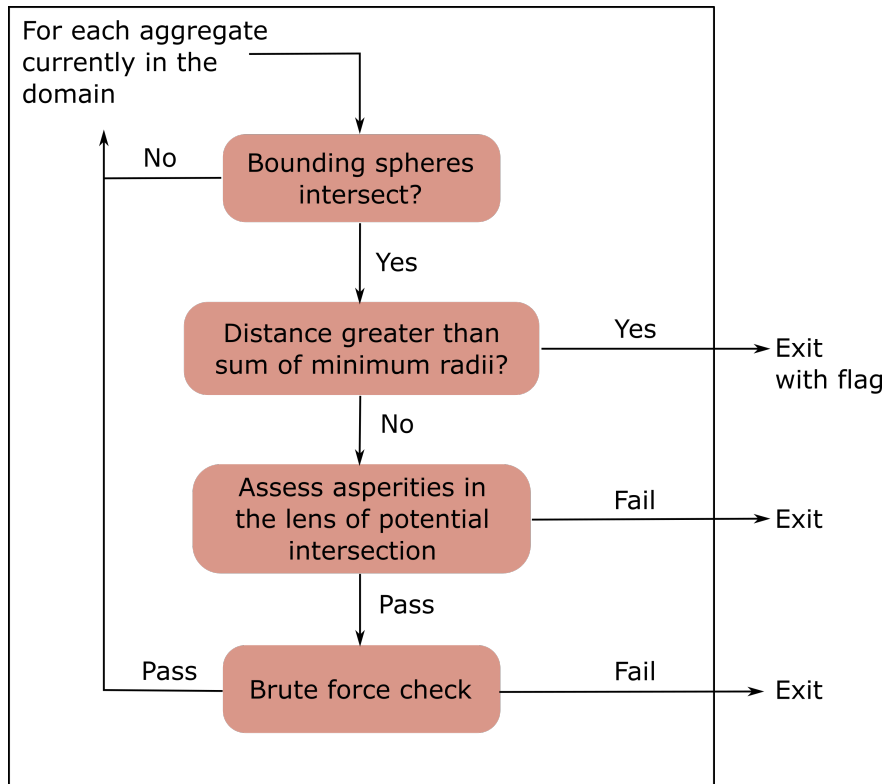 For each aggregate
currently in the
domain
No
Bounding spheres
intersect?
Yes
Distance greater than
sum of minimum radii?
Yes
Exit
with flag
No
Assess asperities in
the lens of potential
intersection
Fail
Exit
Pass
Pass
Brute force check
Fail
Exit